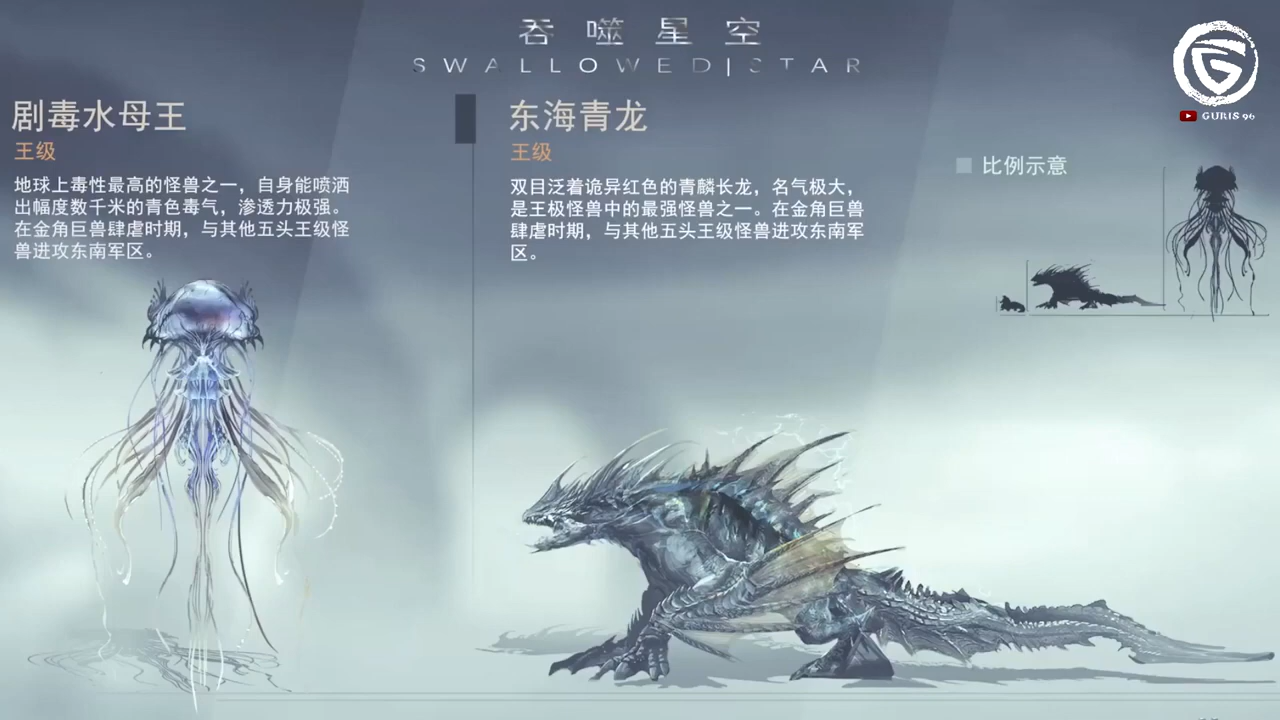 吞噬星空
SWALLOWED|STAR
GURIS 96
剧毒水母王
王级
地球上毒性最高的怪兽之一，自身能喷洒
出幅度数千米的青色毒气，渗透力极强。
在金角巨兽肆虐时期，与其他五头王级怪
兽进攻东南军区。
东海青龙
王级
双目泛着诡异红色的青麟长龙，名气极大，
是王极怪兽中的最强怪兽之一。在金角巨兽
肆虐时期，与其他五头王级怪兽进攻东南军
区。
比例示意